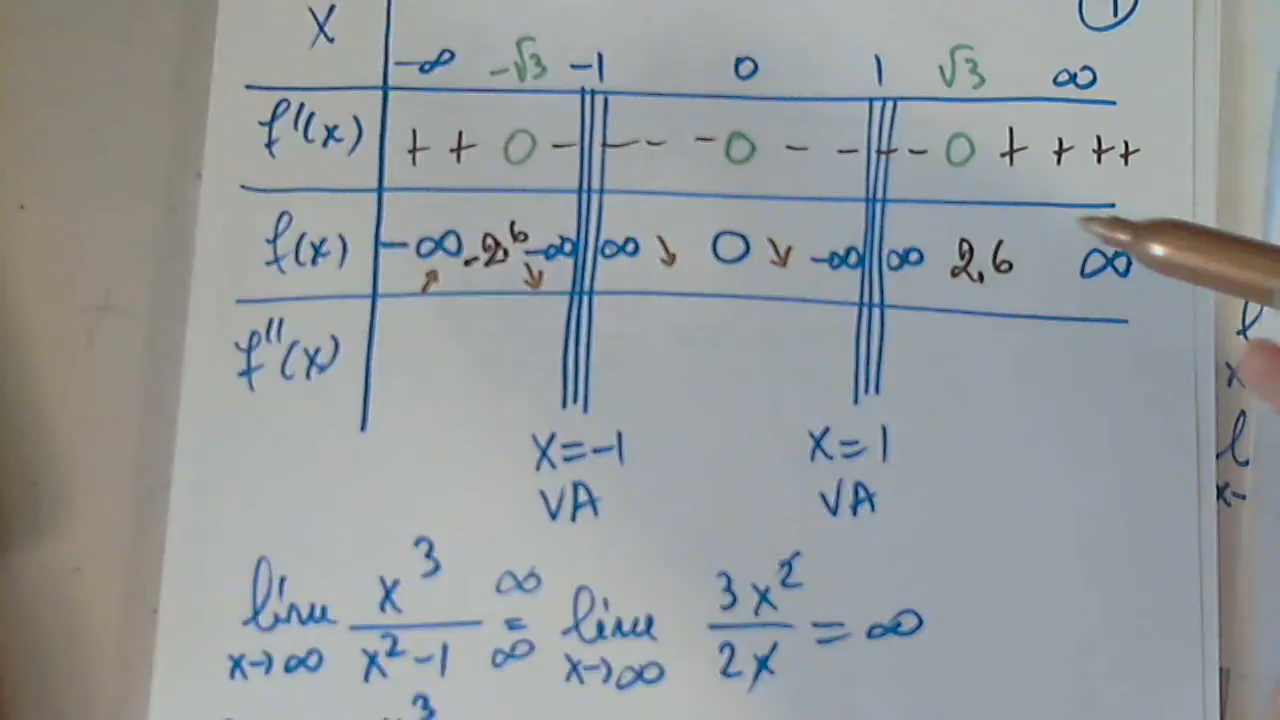 ①
x -∞ -√3 -1 0 1 √3 ∞
f'(x) + + 0 - - - - 0 - - - - 0 + + + +
f(x) -∞ ↗ -2,6 ↘ -∞ ∞ ↘ 0 ↘ -∞ ∞ 2,6 ∞
f''(x)
x=-1 x=1
VA VA
lim x→∞ x³/(x²-1) ∞/∞ = lim x→∞ 3x²/2x = ∞
x³